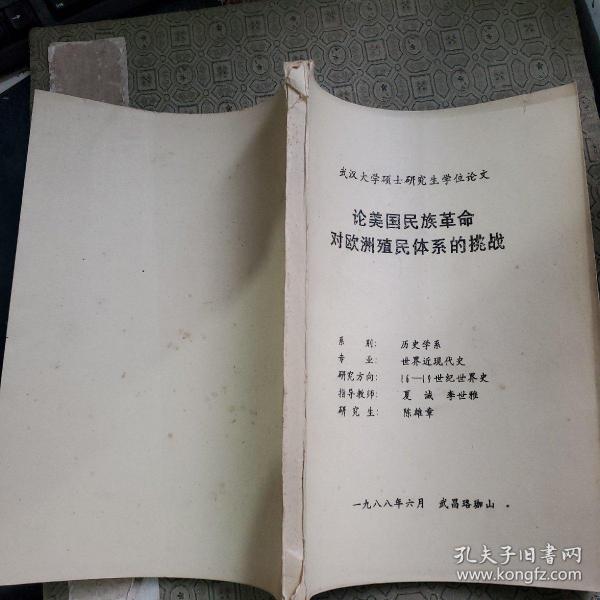 武汉大学硕士研究生学位论文
论美国民族革命
对欧洲殖民体系的挑战
系 别: 历史学系
专 业: 世界近现代史
研究方向: 16—19世纪世界史
指导教师: 夏 诚 李世雅
研 究 生: 陈雄章
一九八八年六月 武昌珞珈山
孔夫子旧书网
www.kongfz.com